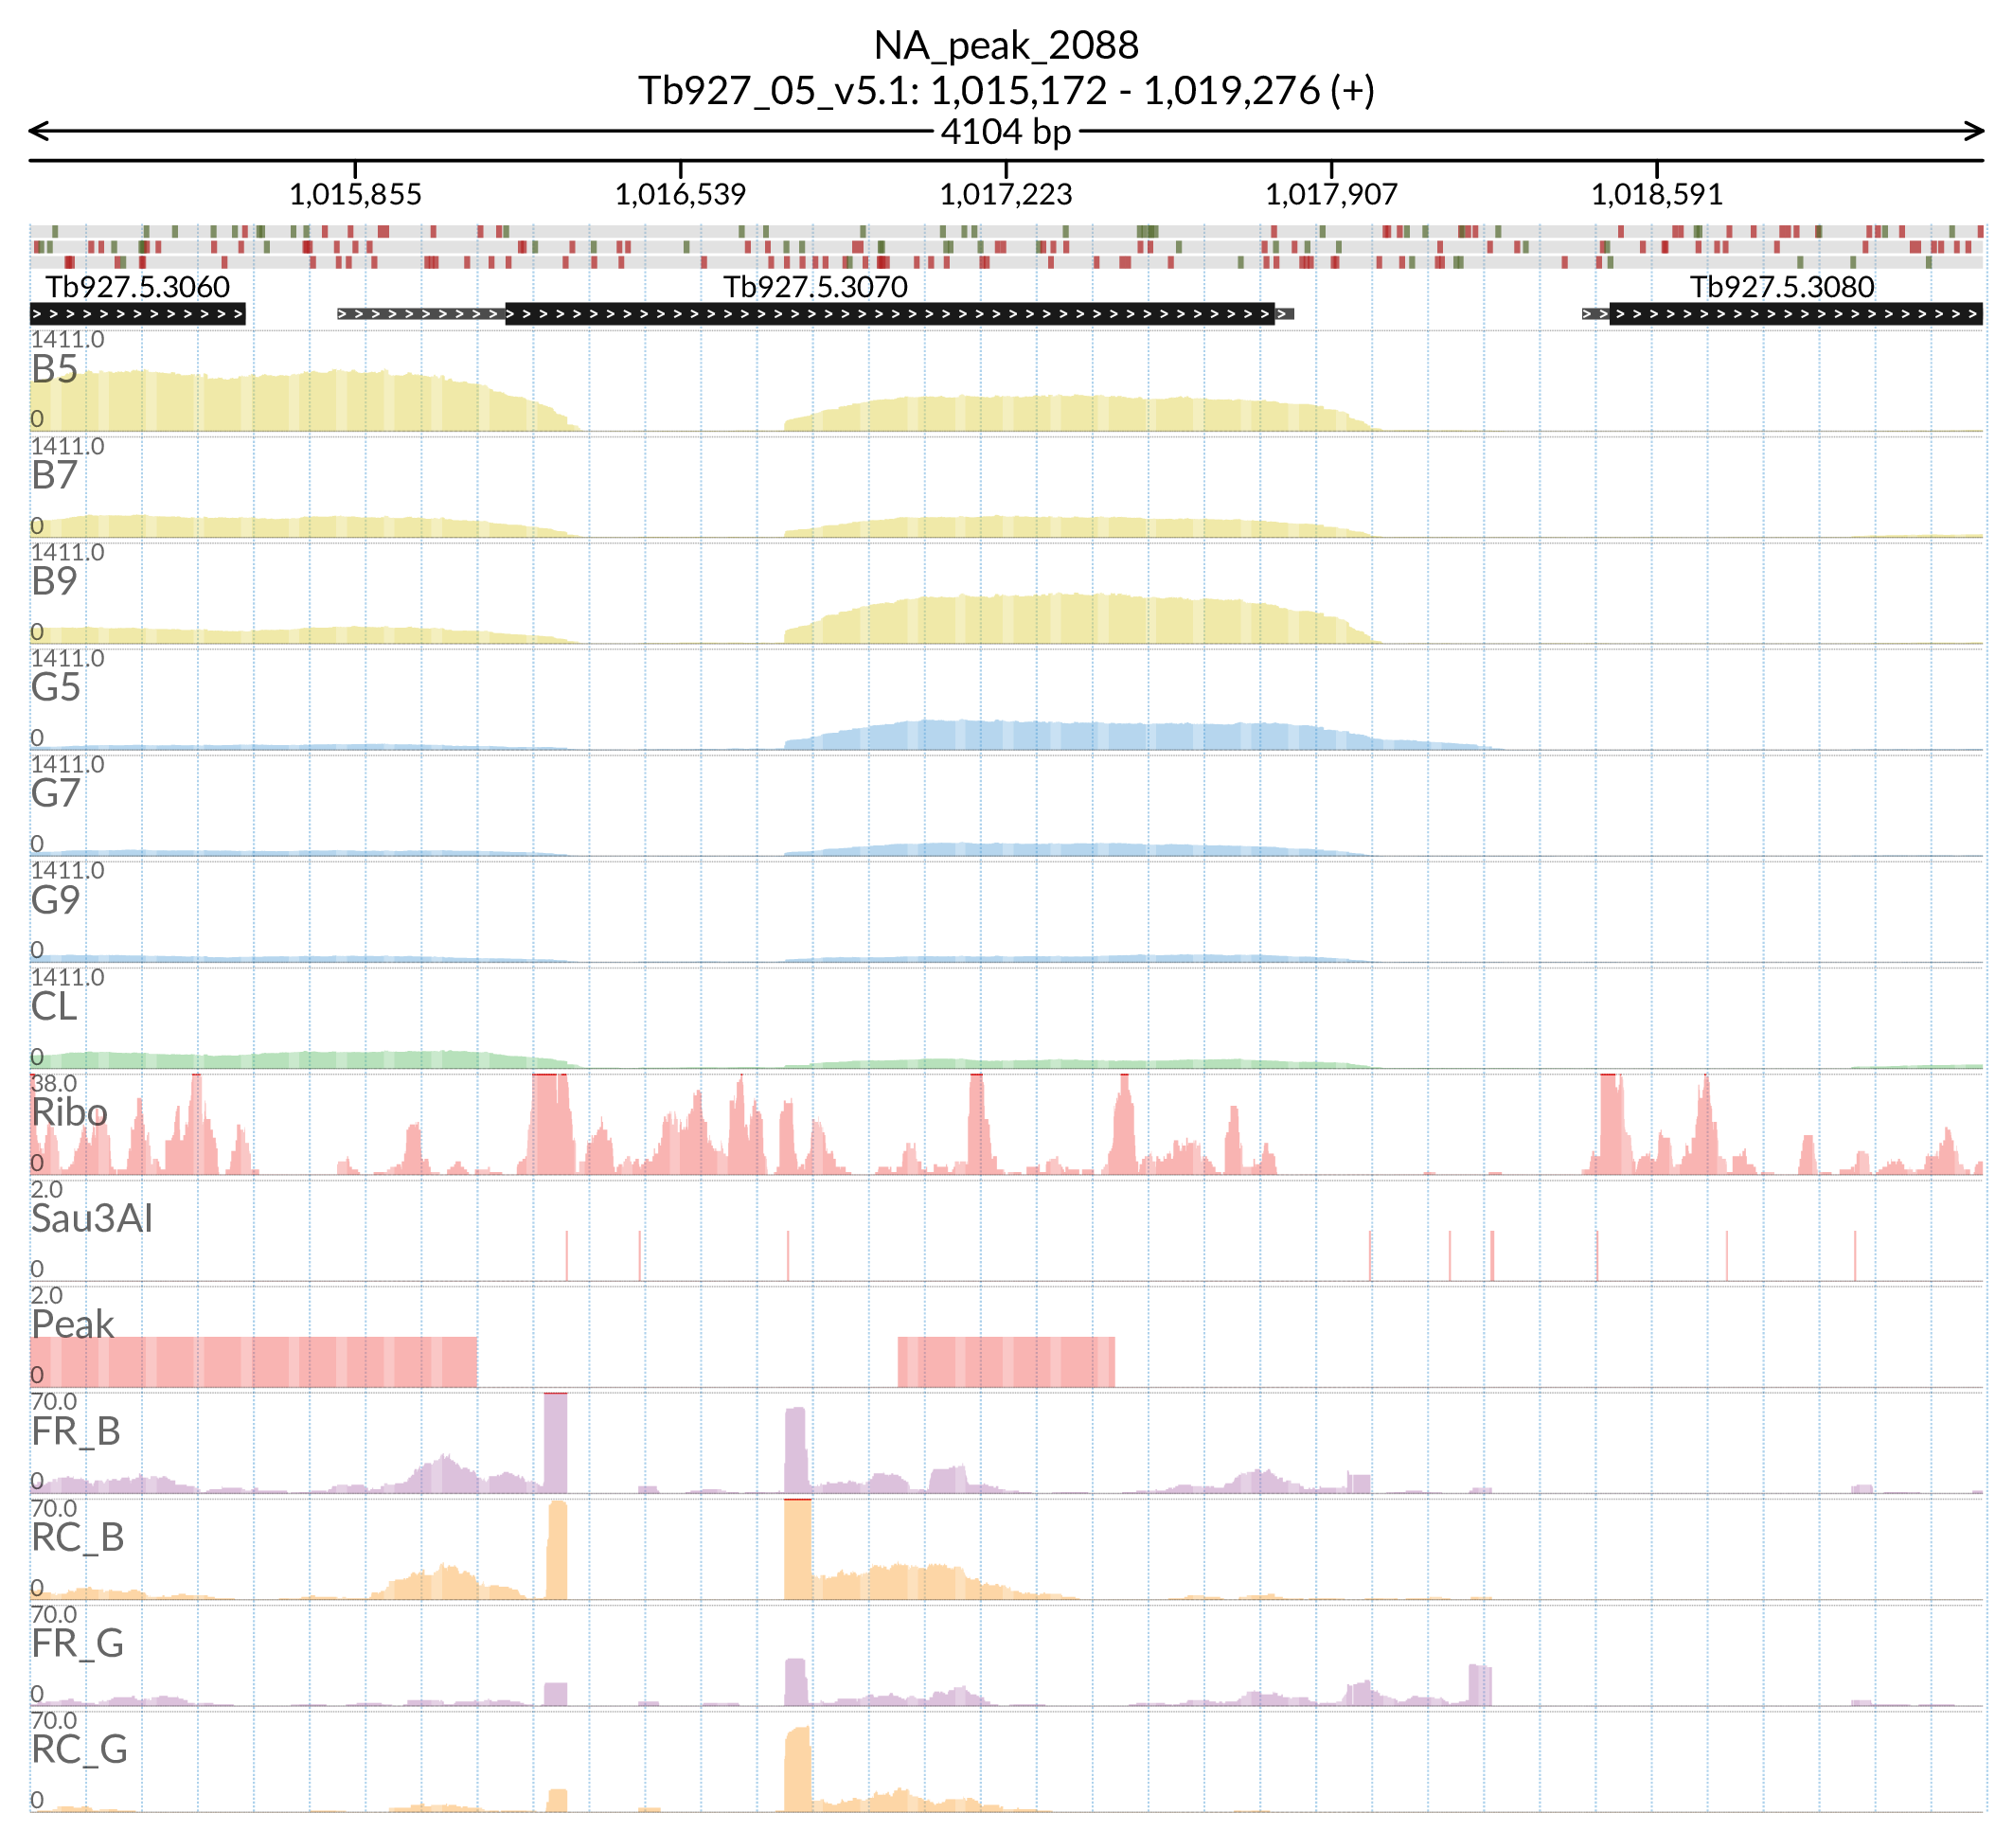 NA_peak_2088
Tb927_05_v5.1: 1,015,172 - 1,019,276 (+)
4104 bp
1,015,855 1,016,539 1,017,223 1,017,907 1,018,591
Tb927.5.3060 Tb927.5.3070 Tb927.5.3080
1411.0
B5
0
1411.0
B7
0
1411.0
B9
0
1411.0
G5
0
1411.0
G7
0
1411.0
G9
0
1411.0
CL
0
38.0
Ribo
0
2.0
Sau3AI
0
2.0
Peak
0
70.0
FR_B
0
70.0
RC_B
0
70.0
FR_G
0
70.0
RC_G
0